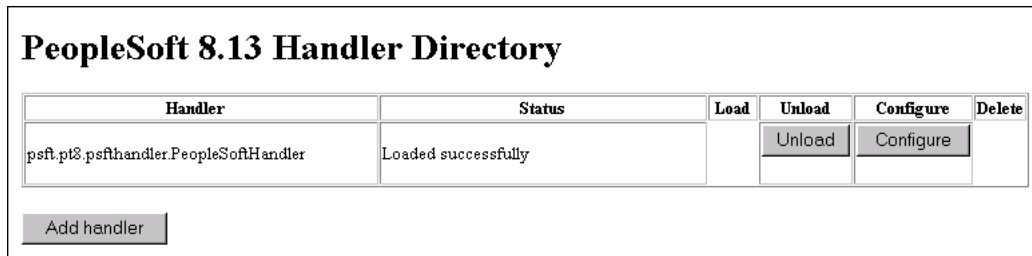 PeopleSoft 8.13 Handler Directory
Handler Status Load Unload Configure Delete
psft.pt8.psfthandler.PeopleSoftHandler Loaded successfully Unload Configure
Add handler